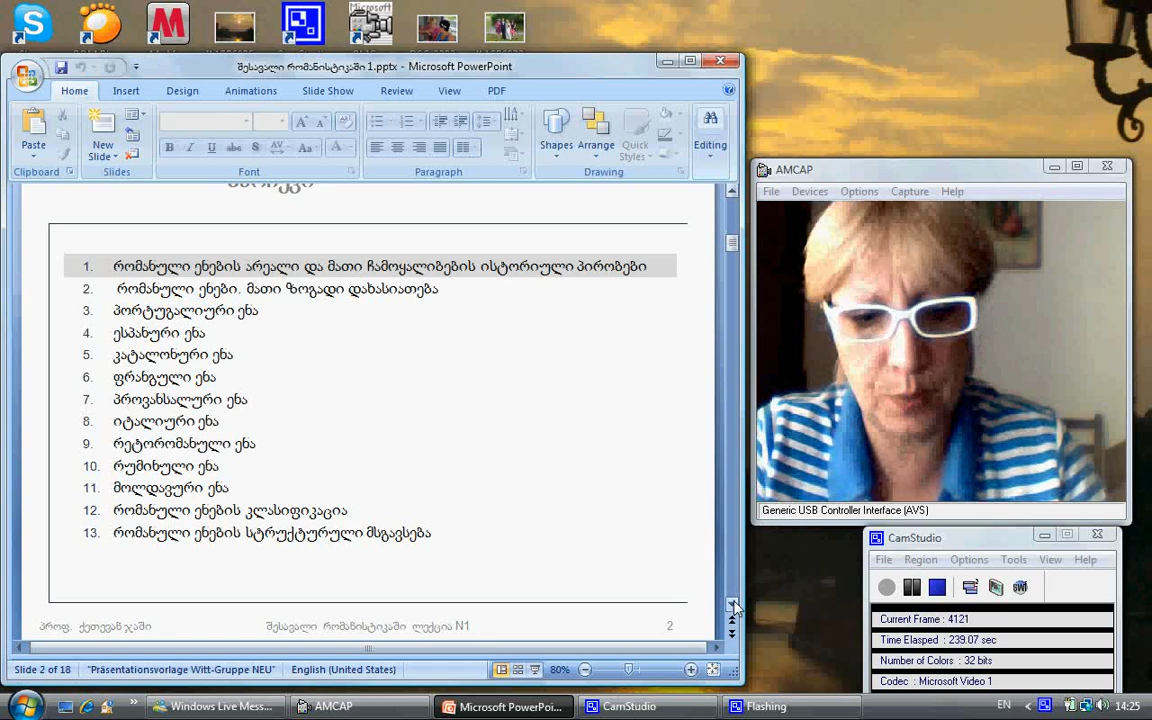 Microsoft
შესავალი რომანისტიკაში 1.pptx - Microsoft PowerPoint
Home Insert Design Animations Slide Show Review View PDF
Paste
New Slide
Shapes Arrange Quick Styles
Editing
Clipboard Slides Font Paragraph Drawing
1. რომანული ენების არეალი და მათი ჩამოყალიბების ისტორიული პირობები
2. რომანული ენები. მათი ზოგადი დახასიათება
3. პორტუგალიური ენა
4. ესპანური ენა
5. კატალონური ენა
6. ფრანგული ენა
7. პროვანსალური ენა
8. იტალიური ენა
9. რეტორომანული ენა
10. რუმინული ენა
11. მოლდავური ენა
12. რომანული ენების კლასიფიკაცია
13. რომანული ენების სტრუქტურული მსგავსება
პროფ. ქეთევან ჯაში შესავალი რომანისტიკაში ლექცია N1 2
Slide 2 of 18 "Präsentationsvorlage Witt-Gruppe NEU" English (United States) 80%
AMCAP
File Devices Options Capture Help
Generic USB Controller Interface (AVS)
CamStudio
File Region Options Tools View Help
Current Frame : 4121
Time Elasped : 239.07 sec
Number of Colors : 32 bits
Codec : Microsoft Video 1
Windows Live Mess... AMCAP Microsoft PowerPoi... CamStudio Flashing EN 14:25